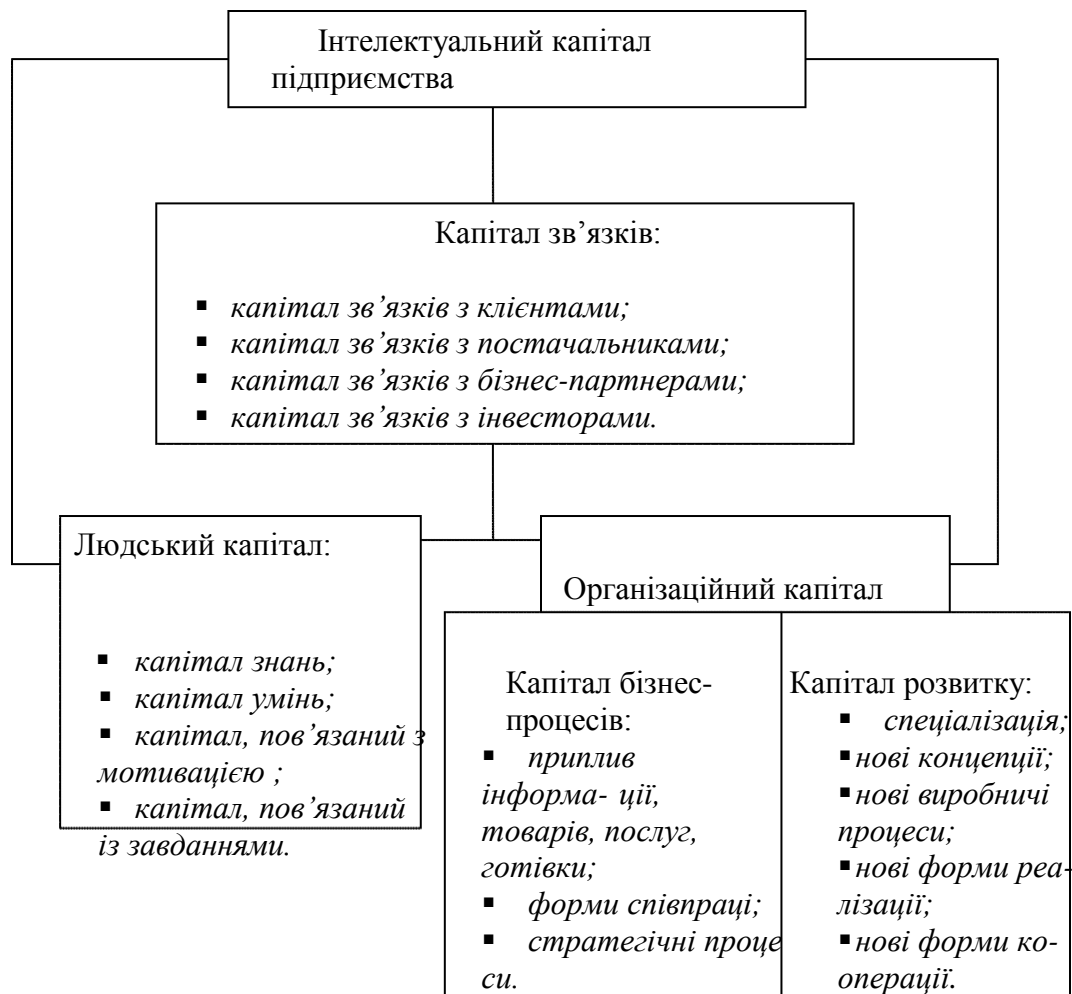 Інтелектуальний капітал
підприємства
Капітал зв’язків:
▪ капітал зв’язків з клієнтами;
▪ капітал зв’язків з постачальниками;
▪ капітал зв’язків з бізнес-партнерами;
▪ капітал зв’язків з інвесторами.
Людський капітал:
▪ капітал знань;
▪ капітал умінь;
▪ капітал, пов’язаний з
мотивацією ;
▪ капітал, пов’язаний
із завданнями.
Організаційний капітал
Капітал бізнес-
процесів:
▪ приплив
інформа- ції,
товарів, послуг,
готівки;
▪ форми співпраці;
▪ стратегічні проце
си.
Капітал розвитку:
▪ спеціалізація;
▪ нові концепції;
▪ нові виробничі
процеси;
▪ нові форми реа-
лізації;
▪ нові форми ко-
операції.